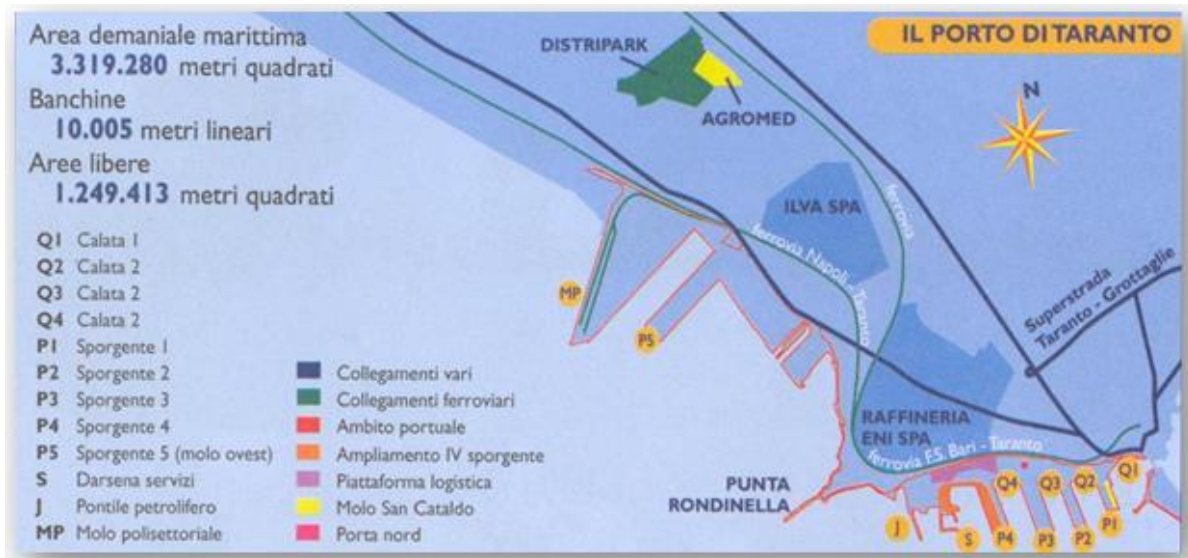 Area demaniale marittima
3.319.280 metri quadrati
Banchine
10.005 metri lineari
Aree libere
1.249.413 metri quadrati
Q1 Calata 1
Q2 Calata 2
Q3 Calata 2
Q4 Calata 2
P1 Sporgente 1
P2 Sporgente 2
P3 Sporgente 3
P4 Sporgente 4
P5 Sporgente 5 (molo ovest)
S Darsena servizi
J Pontile petrolifero
MP Molo polisettoriale
Collegamenti vari
Collegamenti ferroviari
Ambito portuale
Ampliamento IV sporgente
Piattaforma logistica
Molo San Cataldo
Porta nord
IL PORTO DI TARANTO
N
DISTRIPARK
AGROMED
ILVA SPA
ferrovia
ferrovia Napoli - Taranto
Superstrada
Taranto - Grottaglie
MP
P5
RAFFINERIA
ENI SPA
ferrovia F.S. Bari - Taranto
PUNTA
RONDINELLA
Q4
Q3
Q2
Q1
J
S
P4
P3
P2
P1